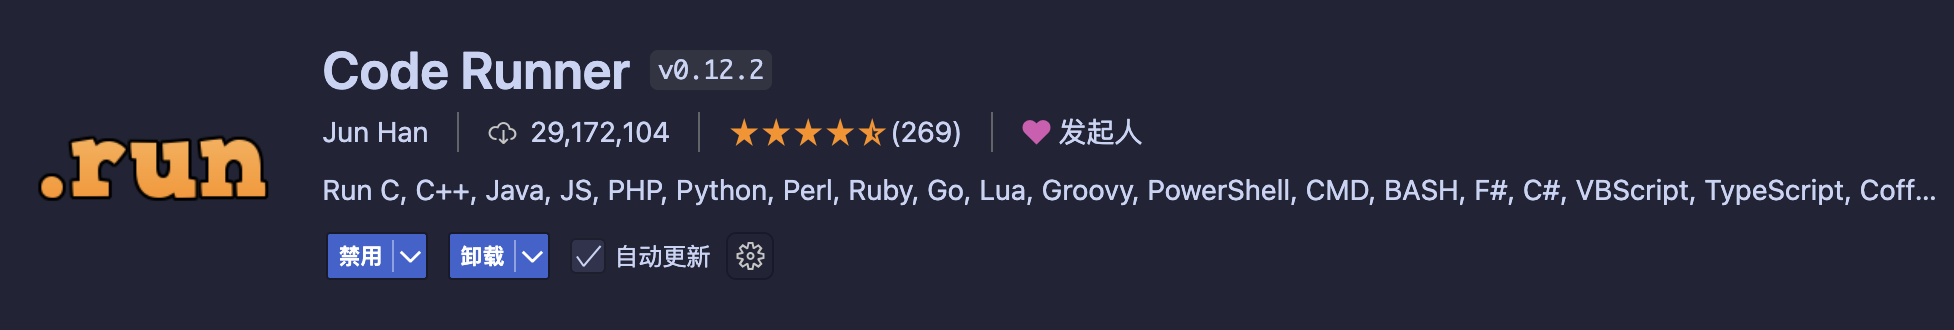 Code Runner v0.12.2
.run
Jun Han 29,172,104 (269) 发起人
Run C, C++, Java, JS, PHP, Python, Perl, Ruby, Go, Lua, Groovy, PowerShell, CMD, BASH, F#, C#, VBScript, TypeScript, Coff...
禁用 卸载 自动更新